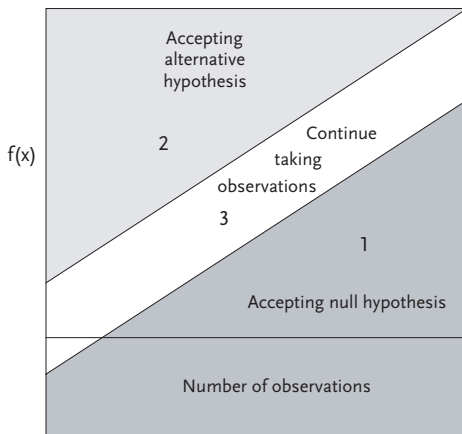 Accepting
alternative
hypothesis
2
f(x)
Continue
taking
observations
3
1
Accepting null hypothesis
Number of observations